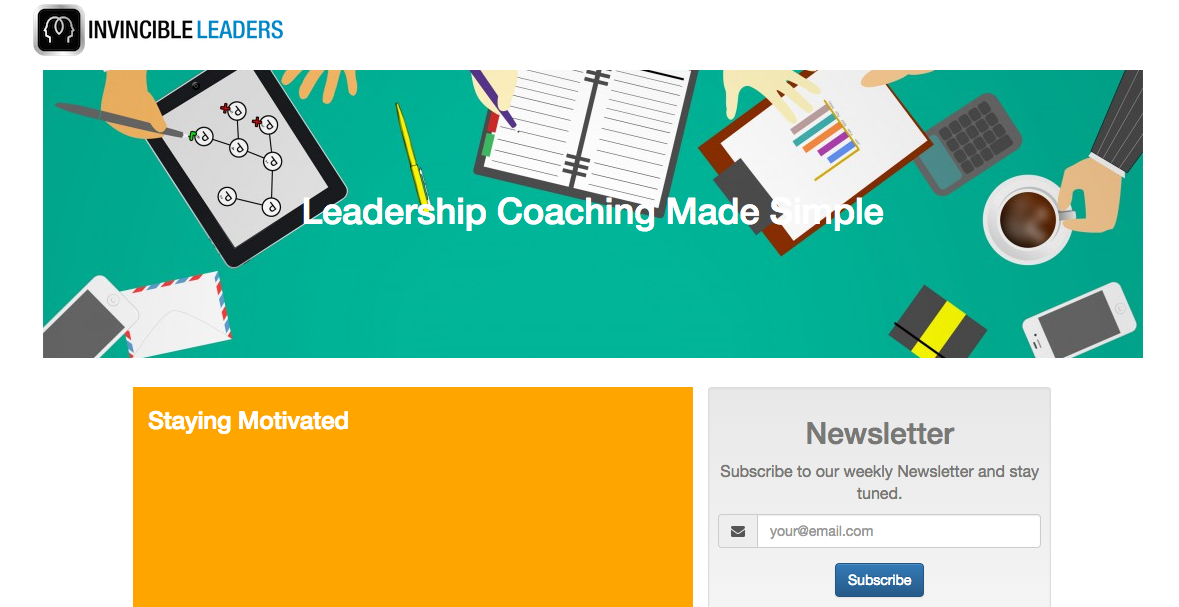 INVINCIBLE LEADERS
Leadership Coaching Made Simple
Staying Motivated
Newsletter
Subscribe to our weekly Newsletter and stay
tuned.
your@email.com
Subscribe